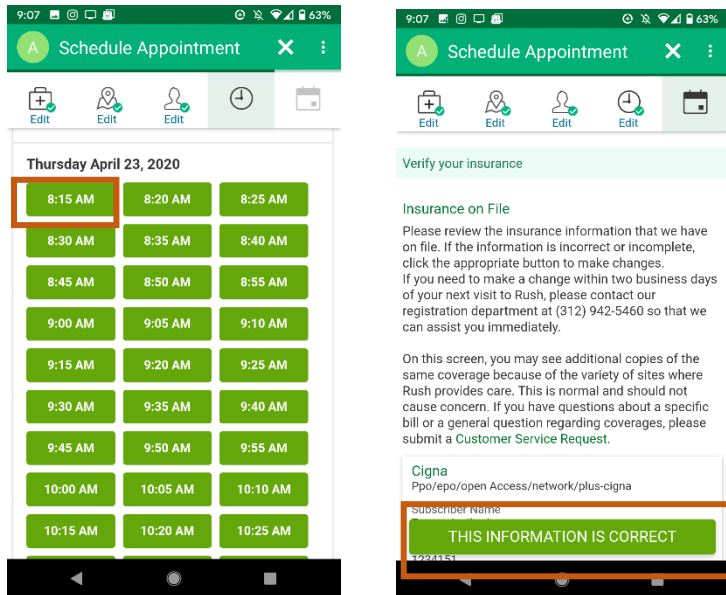 9:07 63%
A Schedule Appointment
Edit Edit Edit
Thursday April 23, 2020
8:15 AM 8:20 AM 8:25 AM
8:30 AM 8:35 AM 8:40 AM
8:45 AM 8:50 AM 8:55 AM
9:00 AM 9:05 AM 9:10 AM
9:15 AM 9:20 AM 9:25 AM
9:30 AM 9:35 AM 9:40 AM
9:45 AM 9:50 AM 9:55 AM
10:00 AM 10:05 AM 10:10 AM
10:15 AM 10:20 AM 10:25 AM
9:07 63%
A Schedule Appointment
Edit Edit Edit Edit
Verify your insurance
Insurance on File
Please review the insurance information that we have
on file. If the information is incorrect or incomplete,
click the appropriate button to make changes.
If you need to make a change within two business days
of your next visit to Rush, please contact our
registration department at (312) 942-5460 so that we
can assist you immediately.
On this screen, you may see additional copies of the
same coverage because of the variety of sites where
Rush provides care. This is normal and should not
cause concern. If you have questions about a specific
bill or a general question regarding coverages, please
submit a Customer Service Request.
Cigna
Ppo/epo/open Access/network/plus-cigna
Subscriber Name
THIS INFORMATION IS CORRECT
1234151